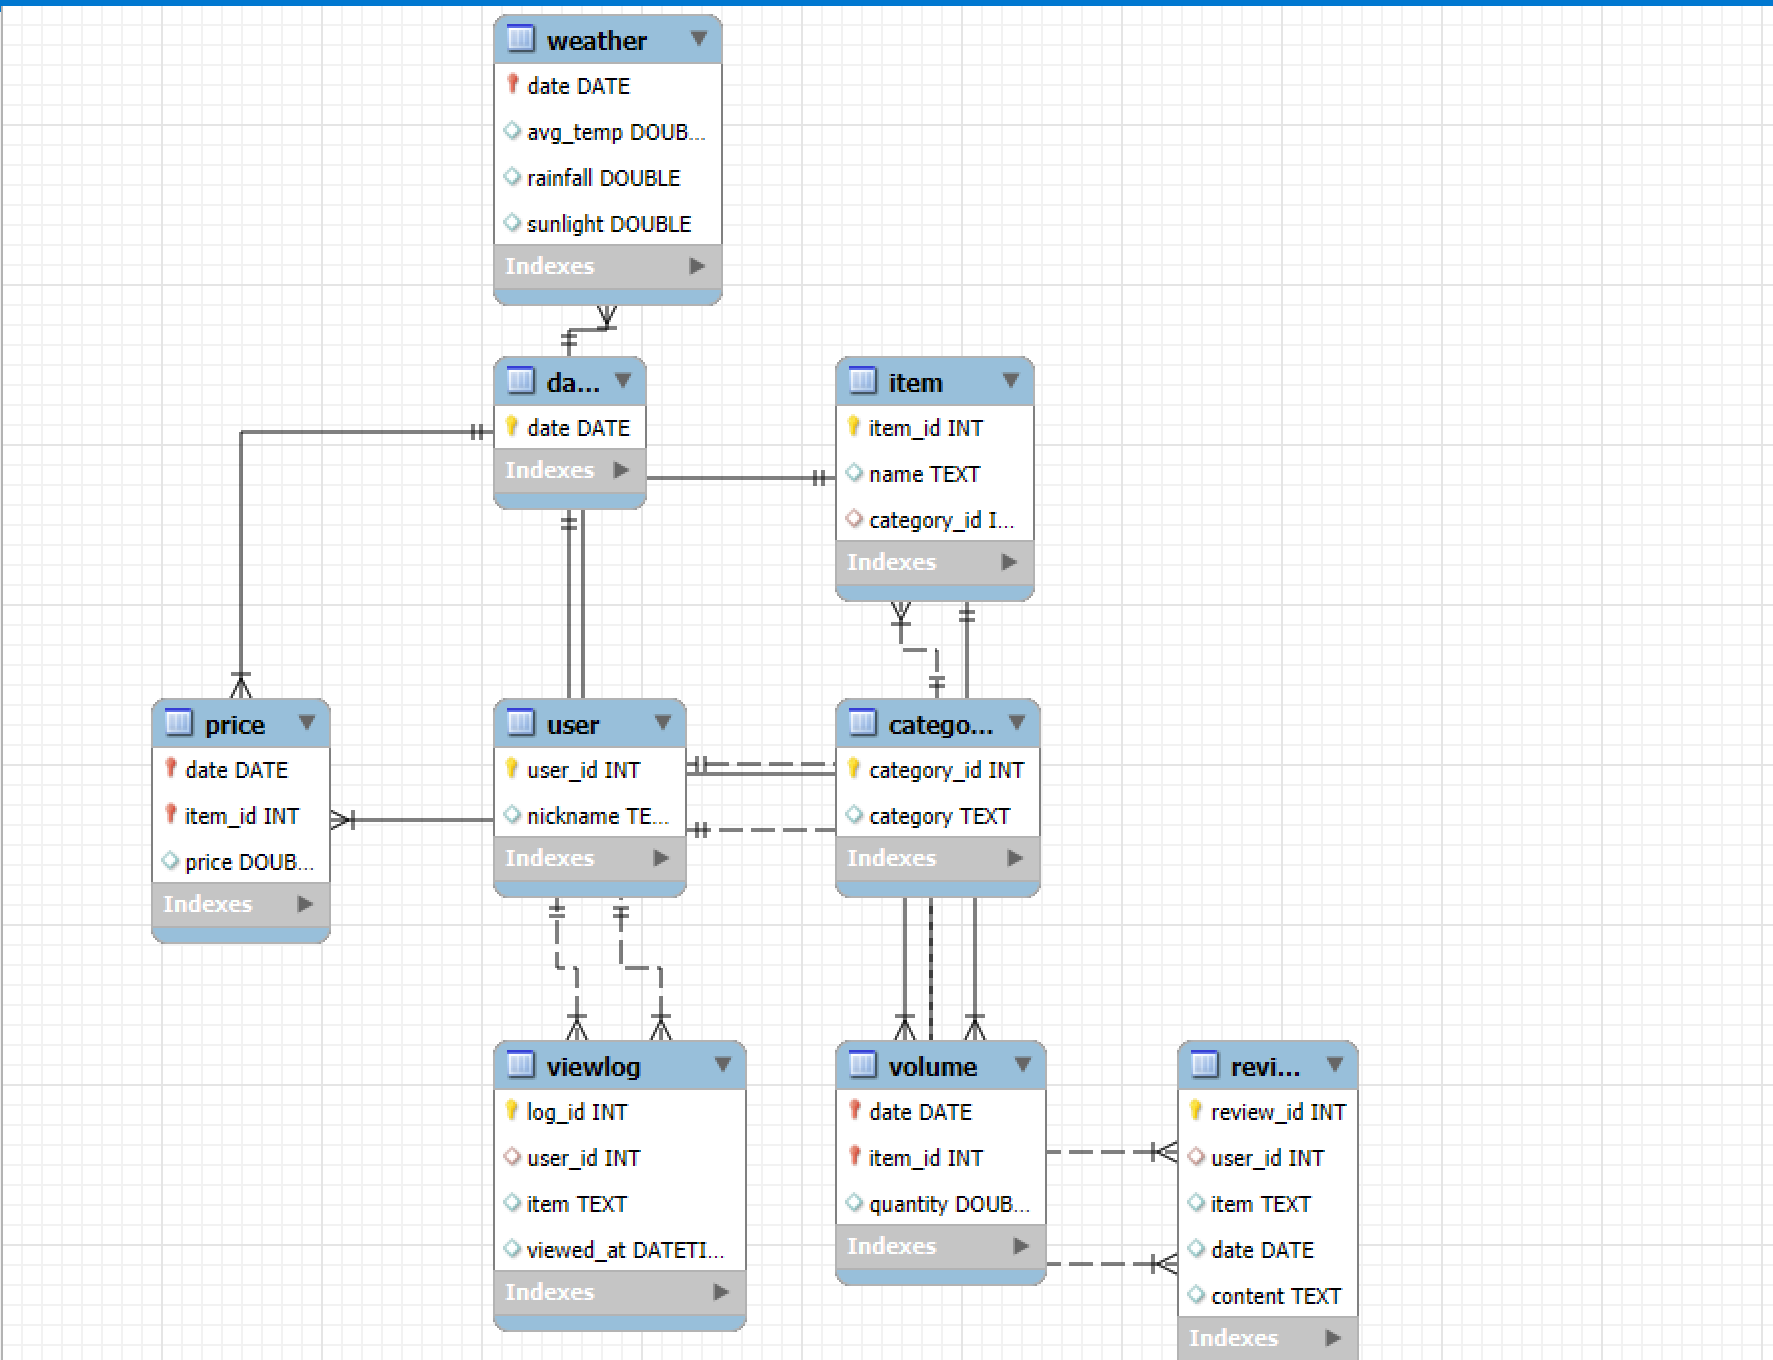 weather
date DATE
avg_temp DOUB...
rainfall DOUBLE
sunlight DOUBLE
Indexes
da...
date DATE
Indexes
item
item_id INT
name TEXT
category_id I...
Indexes
price
date DATE
item_id INT
price DOUB...
Indexes
user
user_id INT
nickname TE...
Indexes
catego...
category_id INT
category TEXT
Indexes
viewlog
log_id INT
user_id INT
item TEXT
viewed_at DATETI...
Indexes
volume
date DATE
item_id INT
quantity DOUB...
Indexes
revi...
review_id INT
user_id INT
item TEXT
date DATE
content TEXT
Indexes